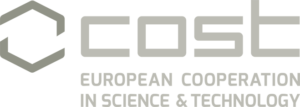 cost
EUROPEAN COOPERATION
IN SCIENCE & TECHNOLOGY